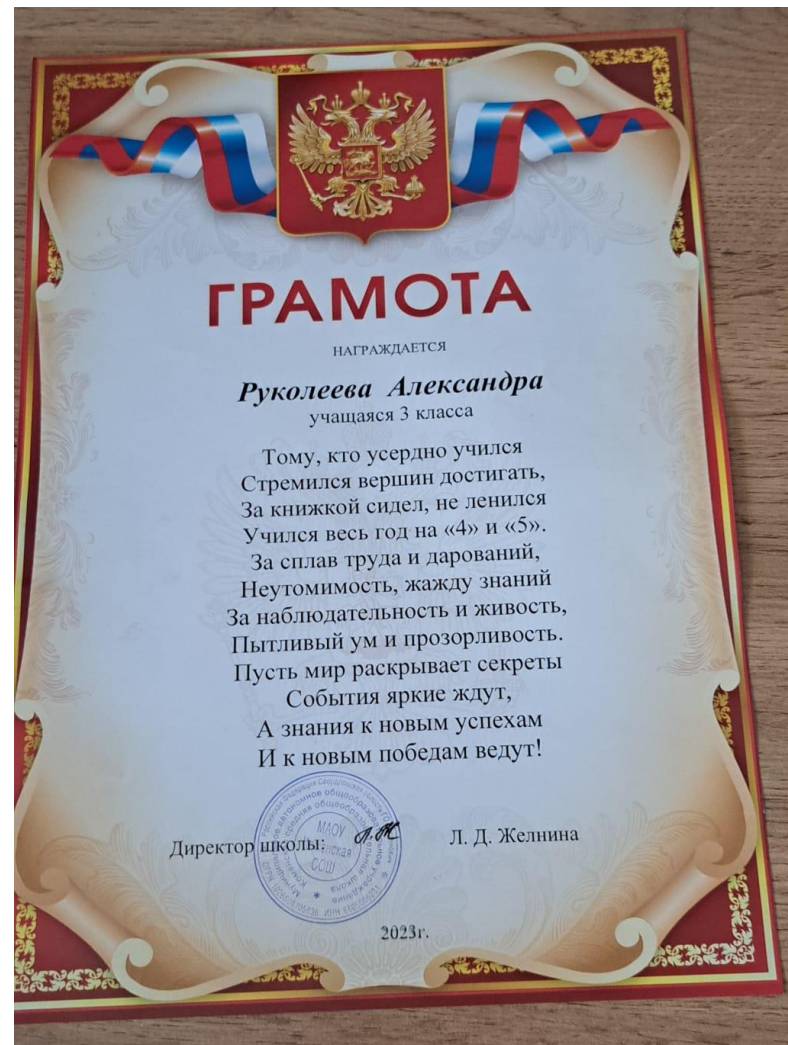 ГРАМОТА
НАГРАЖДАЕТСЯ
Руколеева Александра
учащаяся 3 класса
Тому, кто усердно учился
Стремился вершин достигать,
За книжкой сидел, не ленился
Учился весь год на «4» и «5».
За сплав труда и дарований,
Неутомимость, жажду знаний
За наблюдательность и живость,
Пытливый ум и прозорливость.
Пусть мир раскрывает секреты
События яркие ждут,
А знания к новым успехам
И к новым победам ведут!
МАОУ
СОШ
Директор школы:
Л. Д. Желнина
2023г.